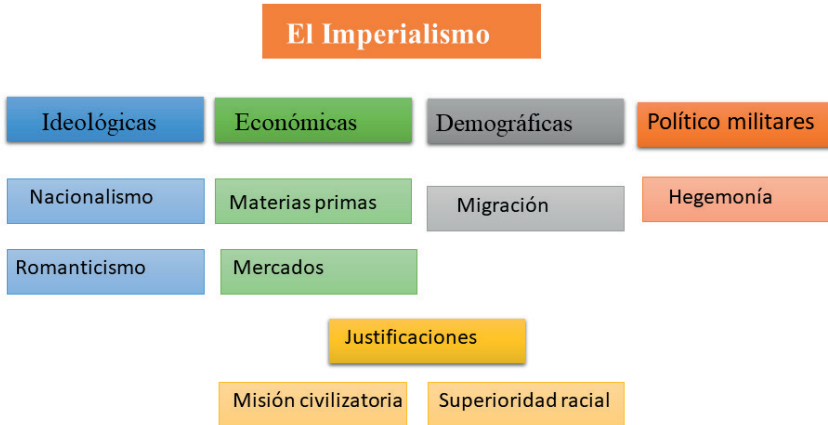 El Imperialismo
Ideológicas
Económicas
Demográficas
Político militares
Nacionalismo
Materias primas
Migración
Hegemonía
Romanticismo
Mercados
Justificaciones
Misión civilizatoria
Superioridad racial